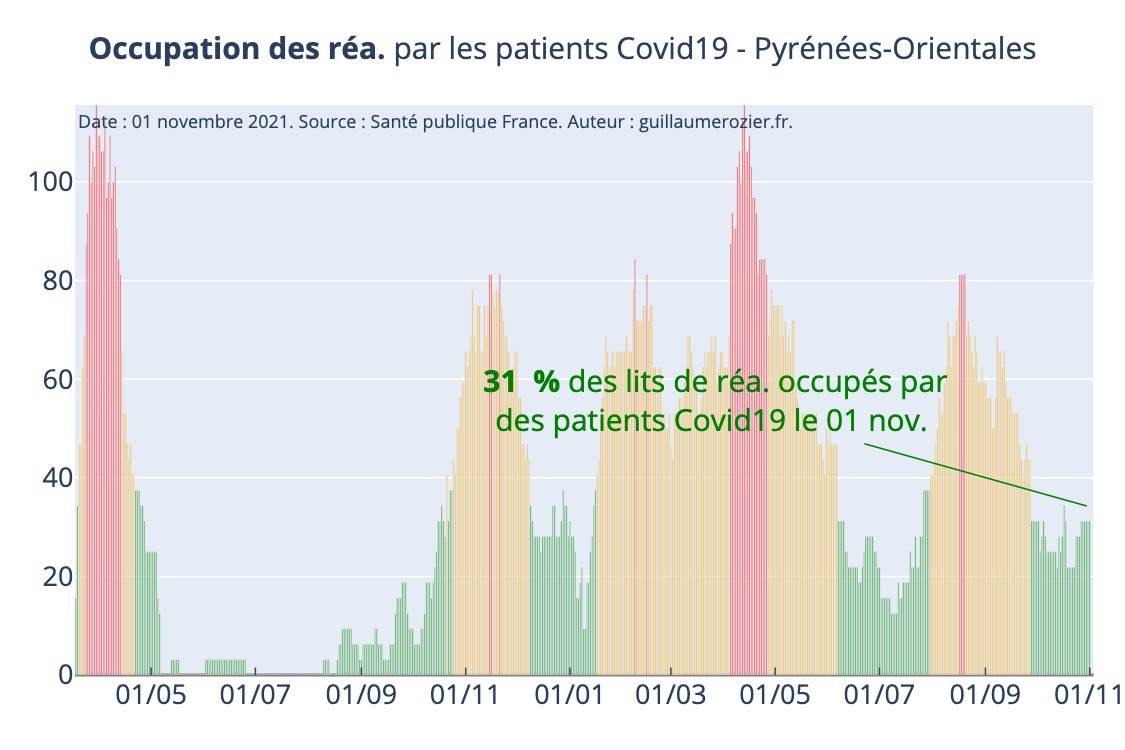 Occupation des réa. par les patients Covid19 - Pyrénées-Orientales
Date : 01 novembre 2021. Source : Santé publique France. Auteur : guillaumerozier.fr.
100
80
60
40
20
0
31 % des lits de réa. occupés par
des patients Covid19 le 01 nov.
01/05 01/07 01/09 01/11 01/01 01/03 01/05 01/07 01/09 01/11